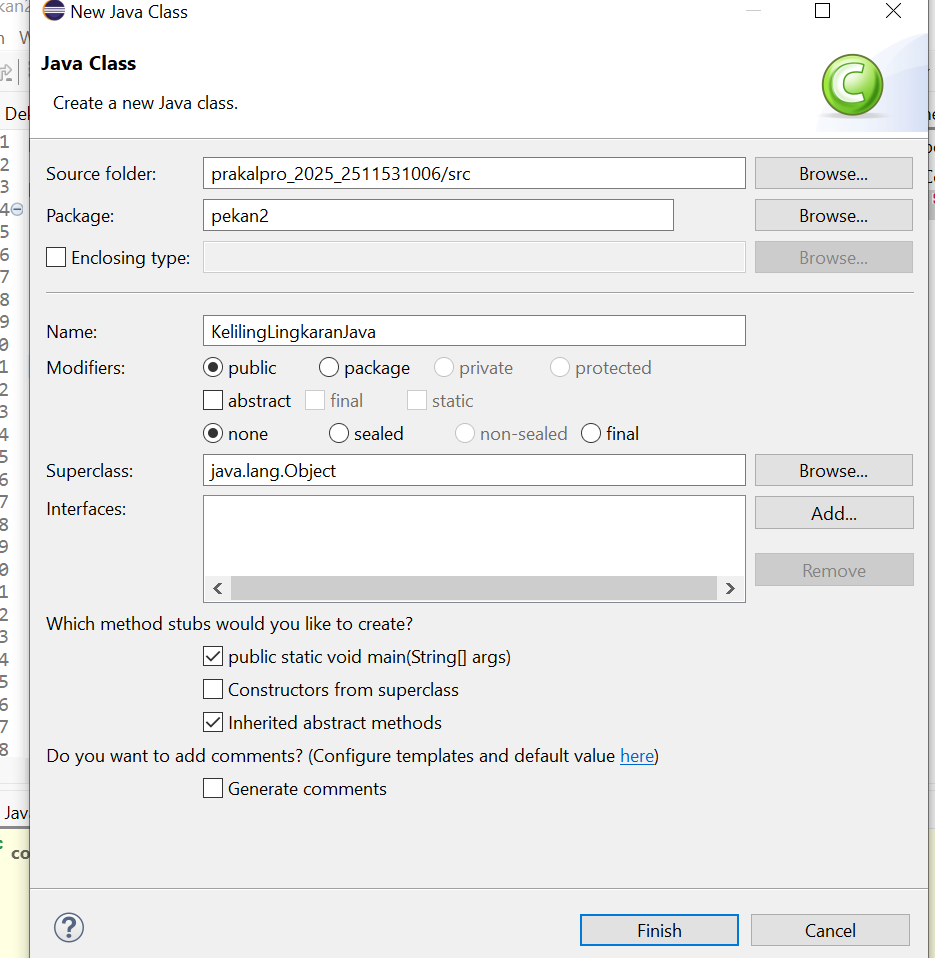 New Java Class
Java Class
Create a new Java class.
Source folder: prakalpro_2025_2511531006/src Browse...
Package: pekan2 Browse...
Enclosing type: Browse...
Name: KelilingLingkaranJava
Modifiers: public package private protected
abstract final static
none sealed non-sealed final
Superclass: java.lang.Object Browse...
Interfaces: Add...
Remove
Which method stubs would you like to create?
public static void main(String[] args)
Constructors from superclass
Inherited abstract methods
Do you want to add comments? (Configure templates and default value here)
Generate comments
Finish Cancel